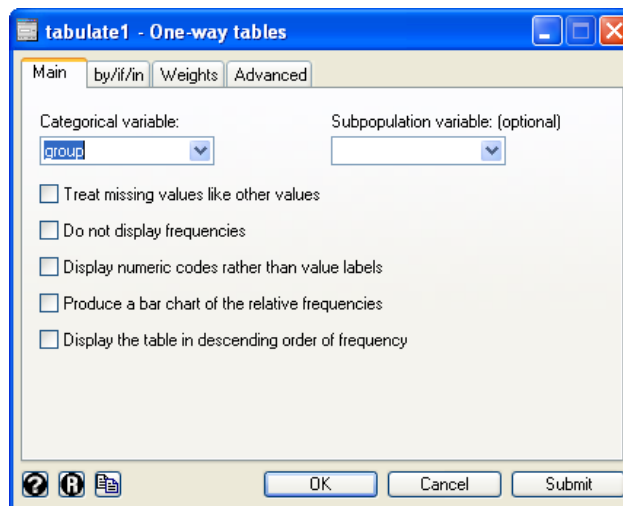 tabulate1 - One-way tables
Main by/if/in Weights Advanced
Categorical variable: Subpopulation variable: (optional)
group
Treat missing values like other values
Do not display frequencies
Display numeric codes rather than value labels
Produce a bar chart of the relative frequencies
Display the table in descending order of frequency
? R OK Cancel Submit